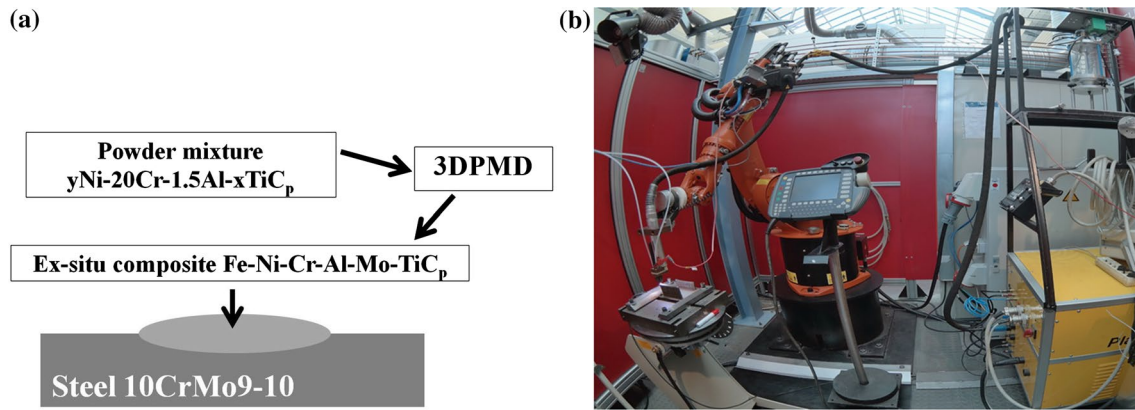 (a)
Powder mixture
yNi-20Cr-1.5Al-xTiCp
3DPMD
Ex-situ composite Fe-Ni-Cr-Al-Mo-TiCp
Steel 10CrMo9-10
(b)